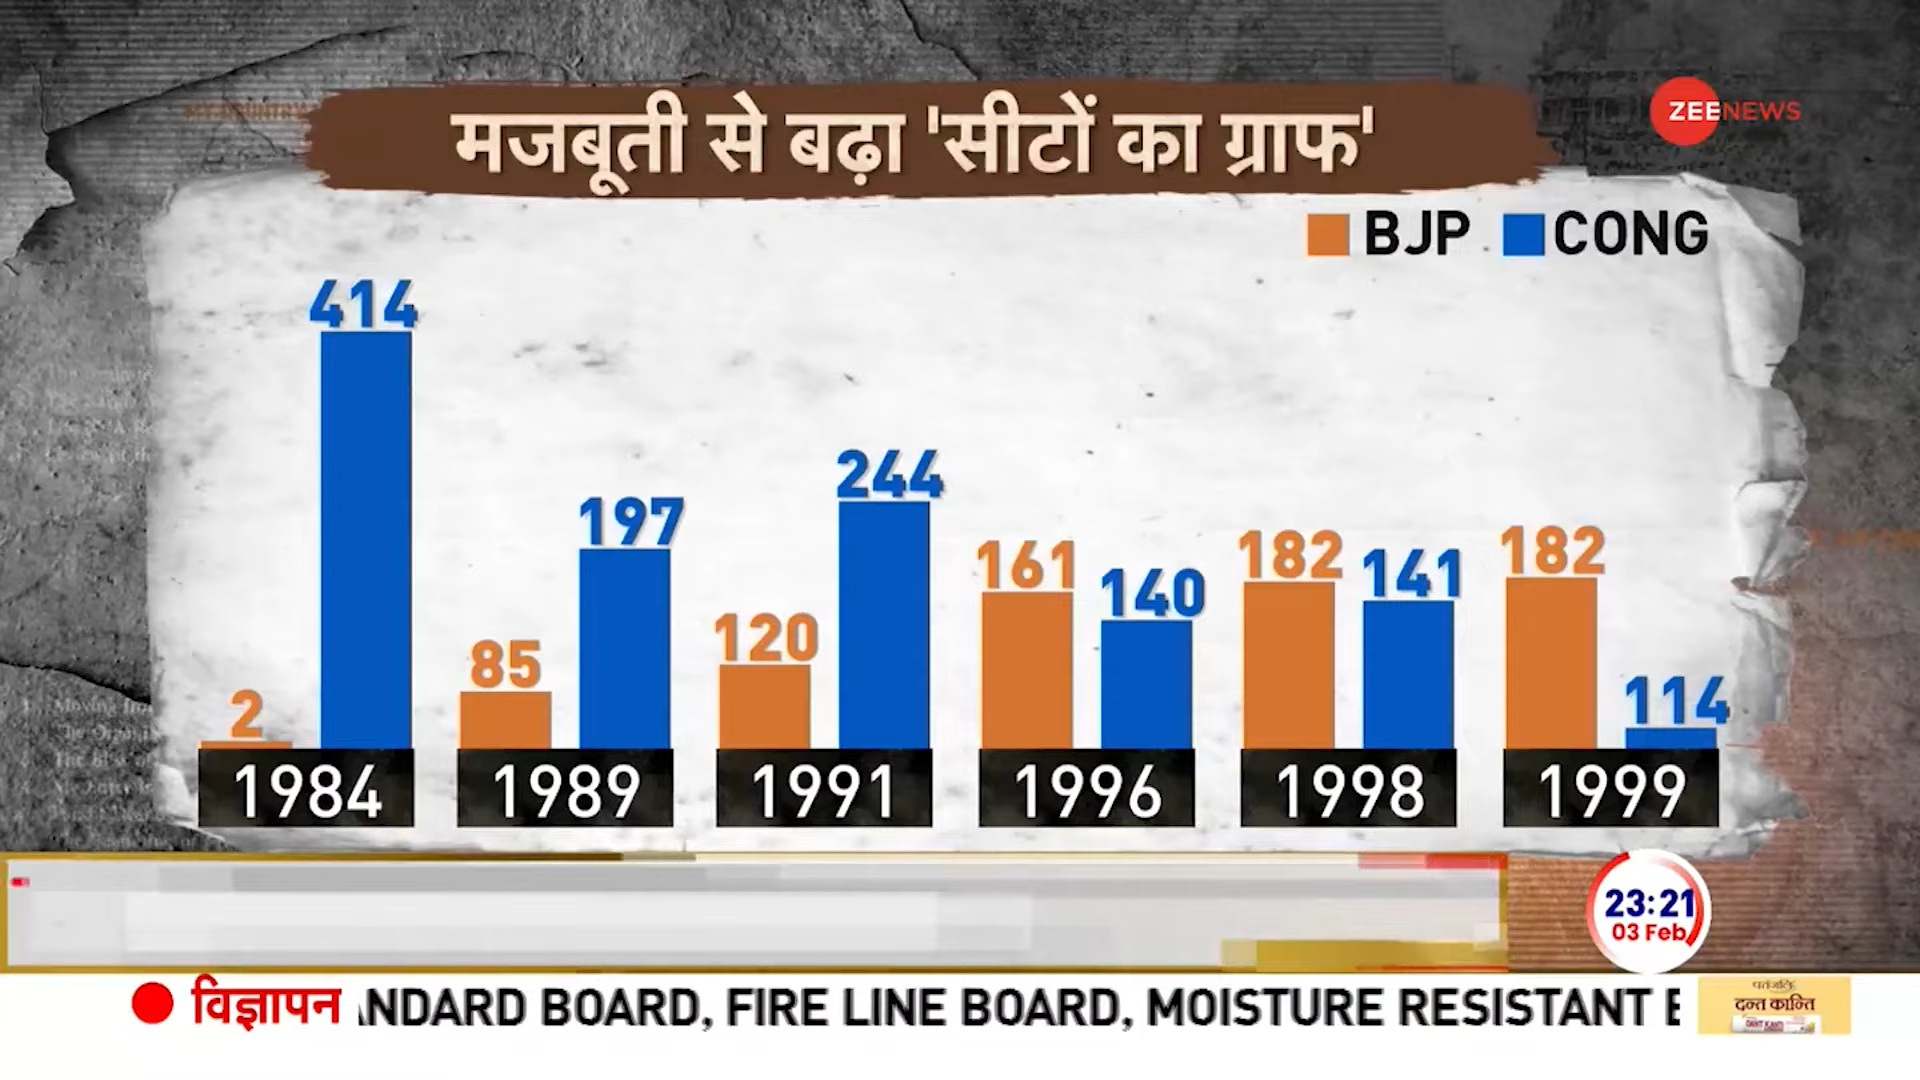 मजबूती से बढ़ा 'सीटों का ग्राफ'
ZEENEWS
BJP CONG
414
244
197
182 182
161 141
140
120
85
114
2
1984 1989 1991 1996 1998 1999
23:21
03 Feb
विज्ञापन NDARD BOARD, FIRE LINE BOARD, MOISTURE RESISTANT
पतंजलि
दन्त कान्ति